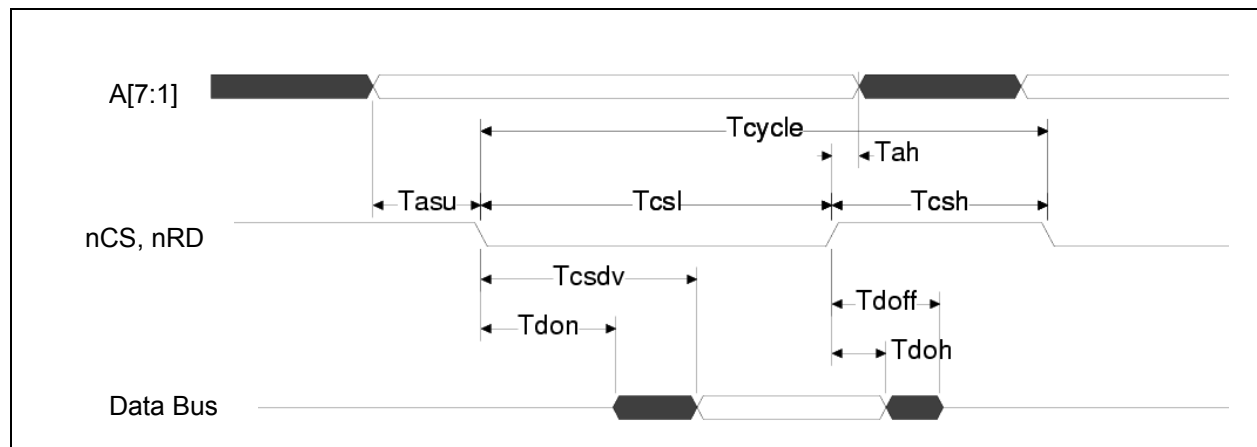 A[7:1]
Tcycle
Tah
Tasu
Tcsl
Tcsh
nCS, nRD
Tcsdv
Tdoff
Tdon
Tdoh
Data Bus